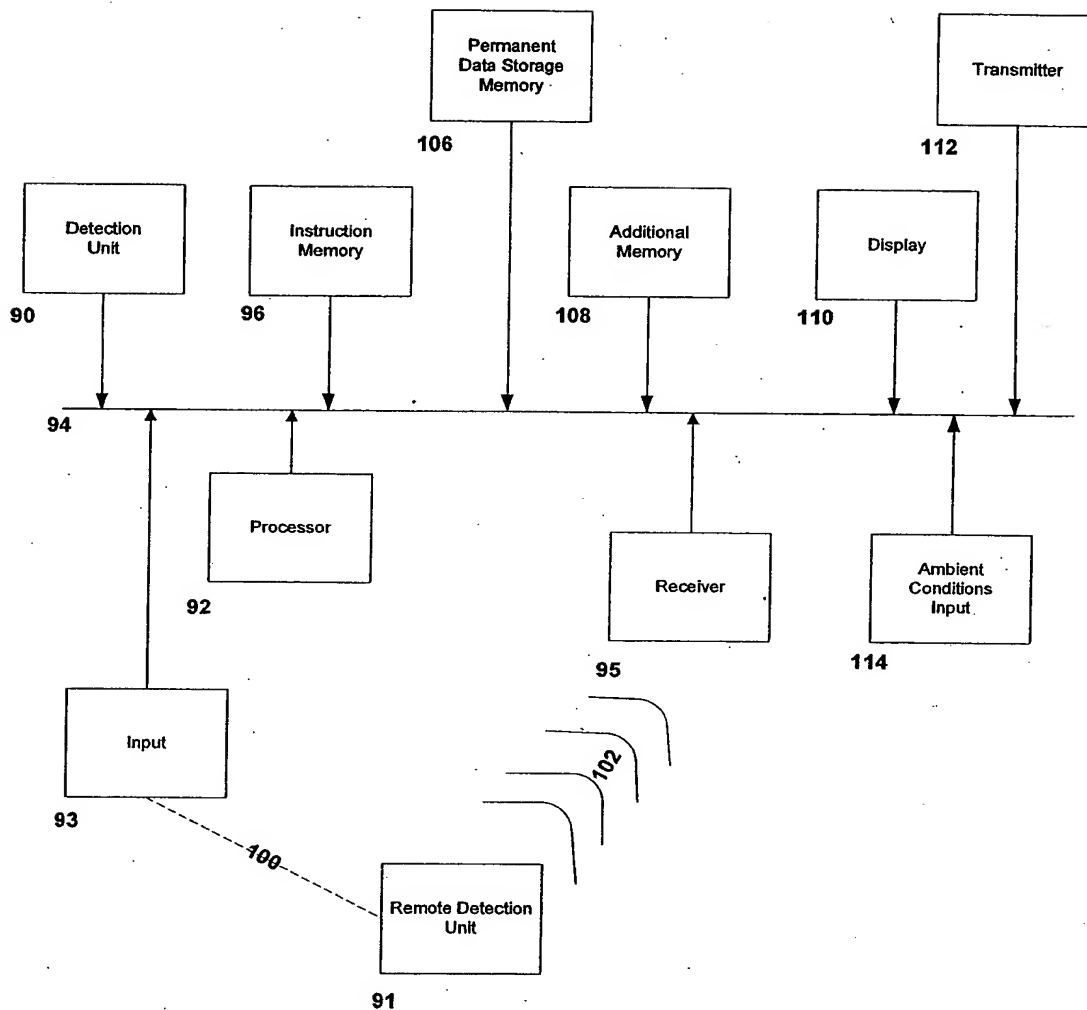 Permanent
Data Storage
Memory
106
Transmitter
112
Detection
Unit
90
Instruction
Memory
96
Additional
Memory
108
Display
110
94
Processor
92
Receiver
95
Ambient
Conditions
Input
114
Input
93
100
102
Remote Detection
Unit
91